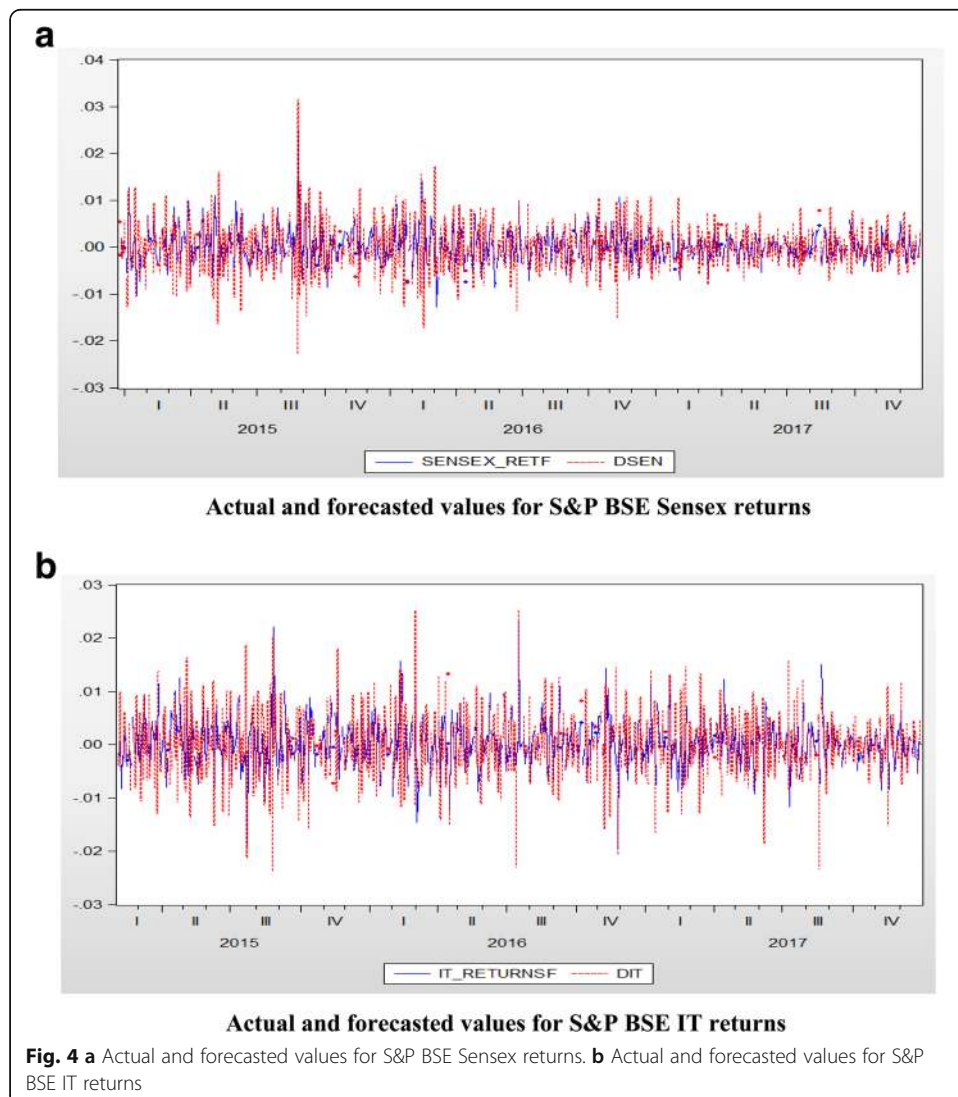 a
.04
.03
.02
.01
.00
-.01
-.02
-.03
I II III IV I II III IV I II III IV
2015 2016 2017
SENSEX_RETF DSEN
Actual and forecasted values for S&P BSE Sensex returns
b
.03
.02
.01
.00
-.01
-.02
-.03
I II III IV I II III IV I II III IV
2015 2016 2017
IT_RETURNSF DIT
Actual and forecasted values for S&P BSE IT returns
Fig. 4 a Actual and forecasted values for S&P BSE Sensex returns. b Actual and forecasted values for S&P
BSE IT returns